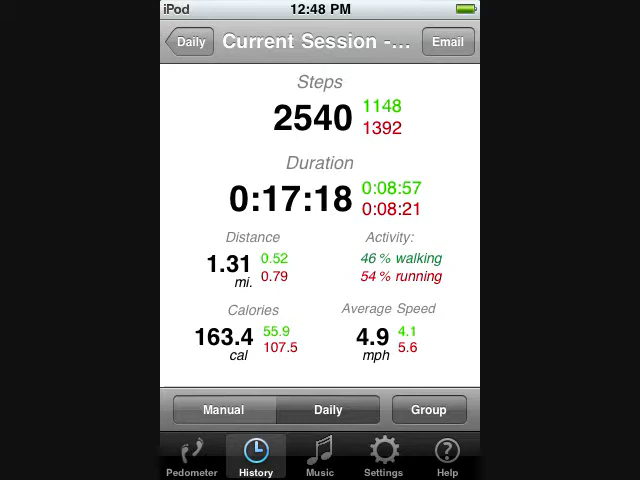 iPod 12:48 PM
Daily Current Session -... Email
Steps
2540 1148
1392
Duration
0:17:18 0:08:57
0:08:21
Distance Activity:
1.31 0.52 46 % walking
mi. 0.79 54 % running
Calories Average Speed
163.4 55.9 4.9 4.1
cal 107.5 mph 5.6
Manual Daily Group
Pedometer History Music Settings Help